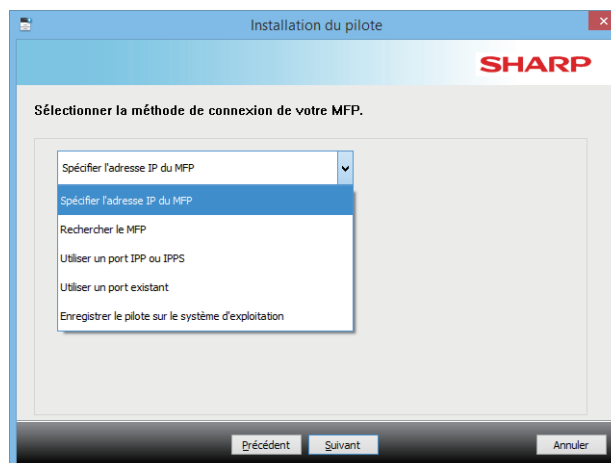 Installation du pilote
SHARP
Sélectionner la méthode de connexion de votre MFP.
Spécifier l'adresse IP du MFP
Spécifier l'adresse IP du MFP
Rechercher le MFP
Utiliser un port IPP ou IPPS
Utiliser un port existant
Enregistrer le pilote sur le système d'exploitation
Précédent Suivant Annuler